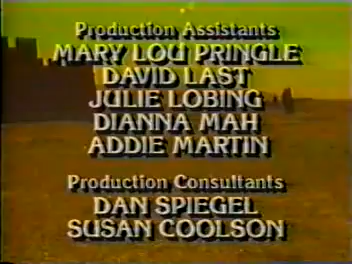 Production Assistants
MARY LOU PRINGLE
DAVID LAST
JULIE LOBING
DIANNA MAH
ADDIE MARTIN
Production Consultants
DAN SPIEGEL
SUSAN COOLSON